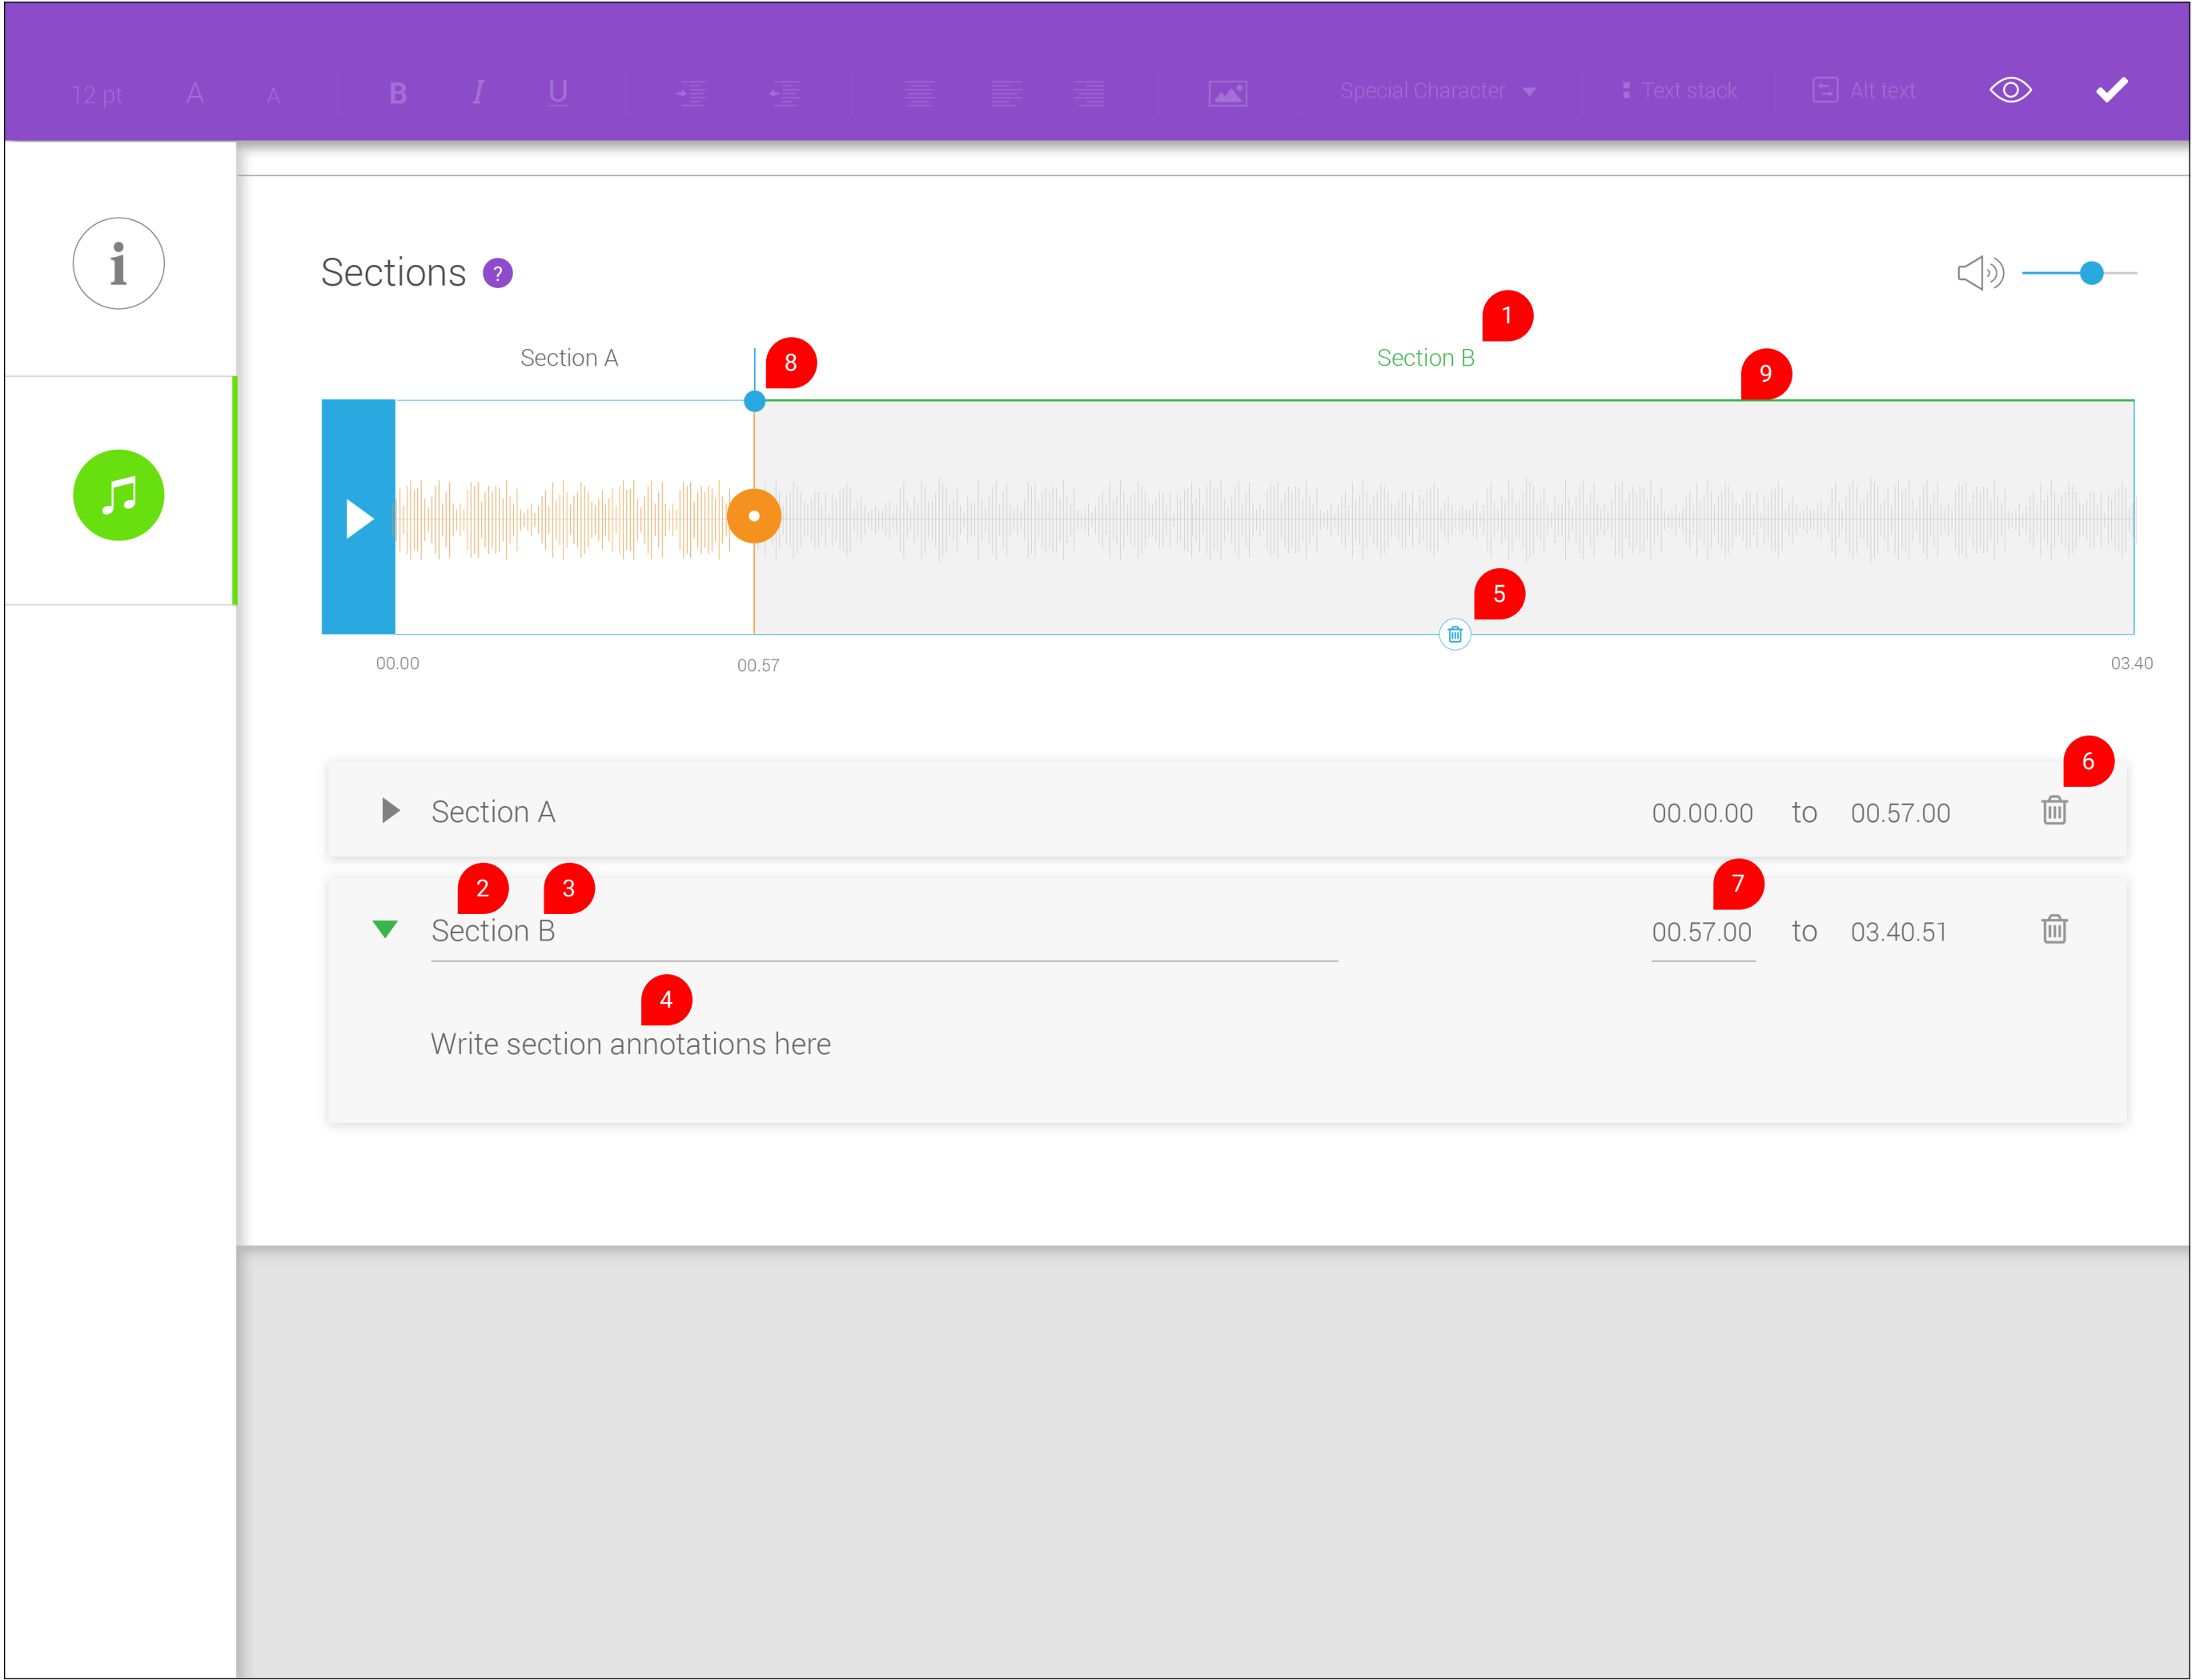 12 pt A A B I U Special Character Text stack Alt text
i
Sections ?
1
Section A 8 Section B 9
5
00.00 00.57 03.40
6
Section A 00.00.00 to 00.57.00
2 3 7
Section B 00.57.00 to 03.40.51
4
Write section annotations here